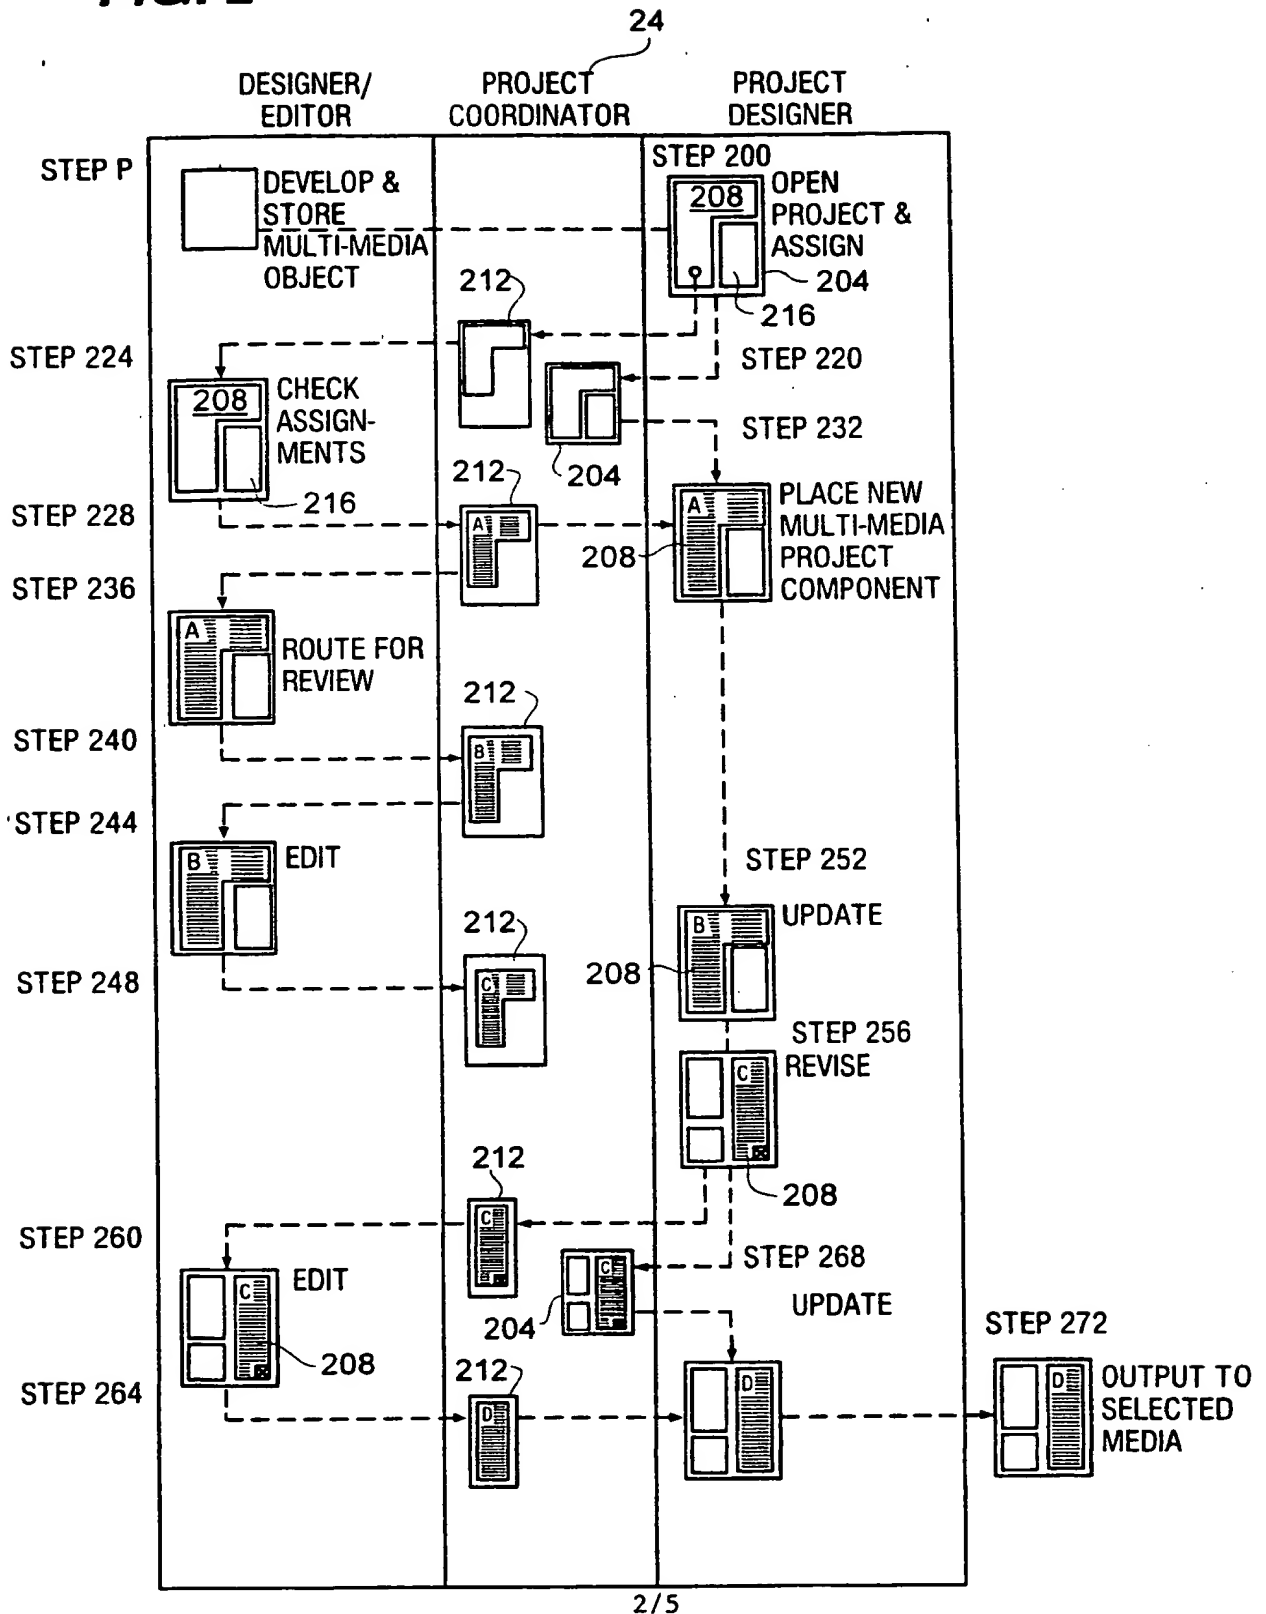 24
DESIGNER/
EDITOR
PROJECT
COORDINATOR
PROJECT
DESIGNER
STEP P
DEVELOP &
STORE
MULTI-MEDIA
OBJECT
STEP 200
208
OPEN
PROJECT &
ASSIGN
204
216
212
STEP 224
STEP 220
208
CHECK
ASSIGN-
MENTS
216
204
STEP 232
212
STEP 228
A
A
208
PLACE NEW
MULTI-MEDIA
PROJECT
COMPONENT
STEP 236
A
ROUTE FOR
REVIEW
212
STEP 240
B
STEP 244
B
EDIT
STEP 252
B
UPDATE
208
212
STEP 248
C
STEP 256
REVISE
C
208
212
C
STEP 260
STEP 268
C
EDIT
208
C
204
UPDATE
STEP 272
212
STEP 264
D
D
D
OUTPUT TO
SELECTED
MEDIA
2/5